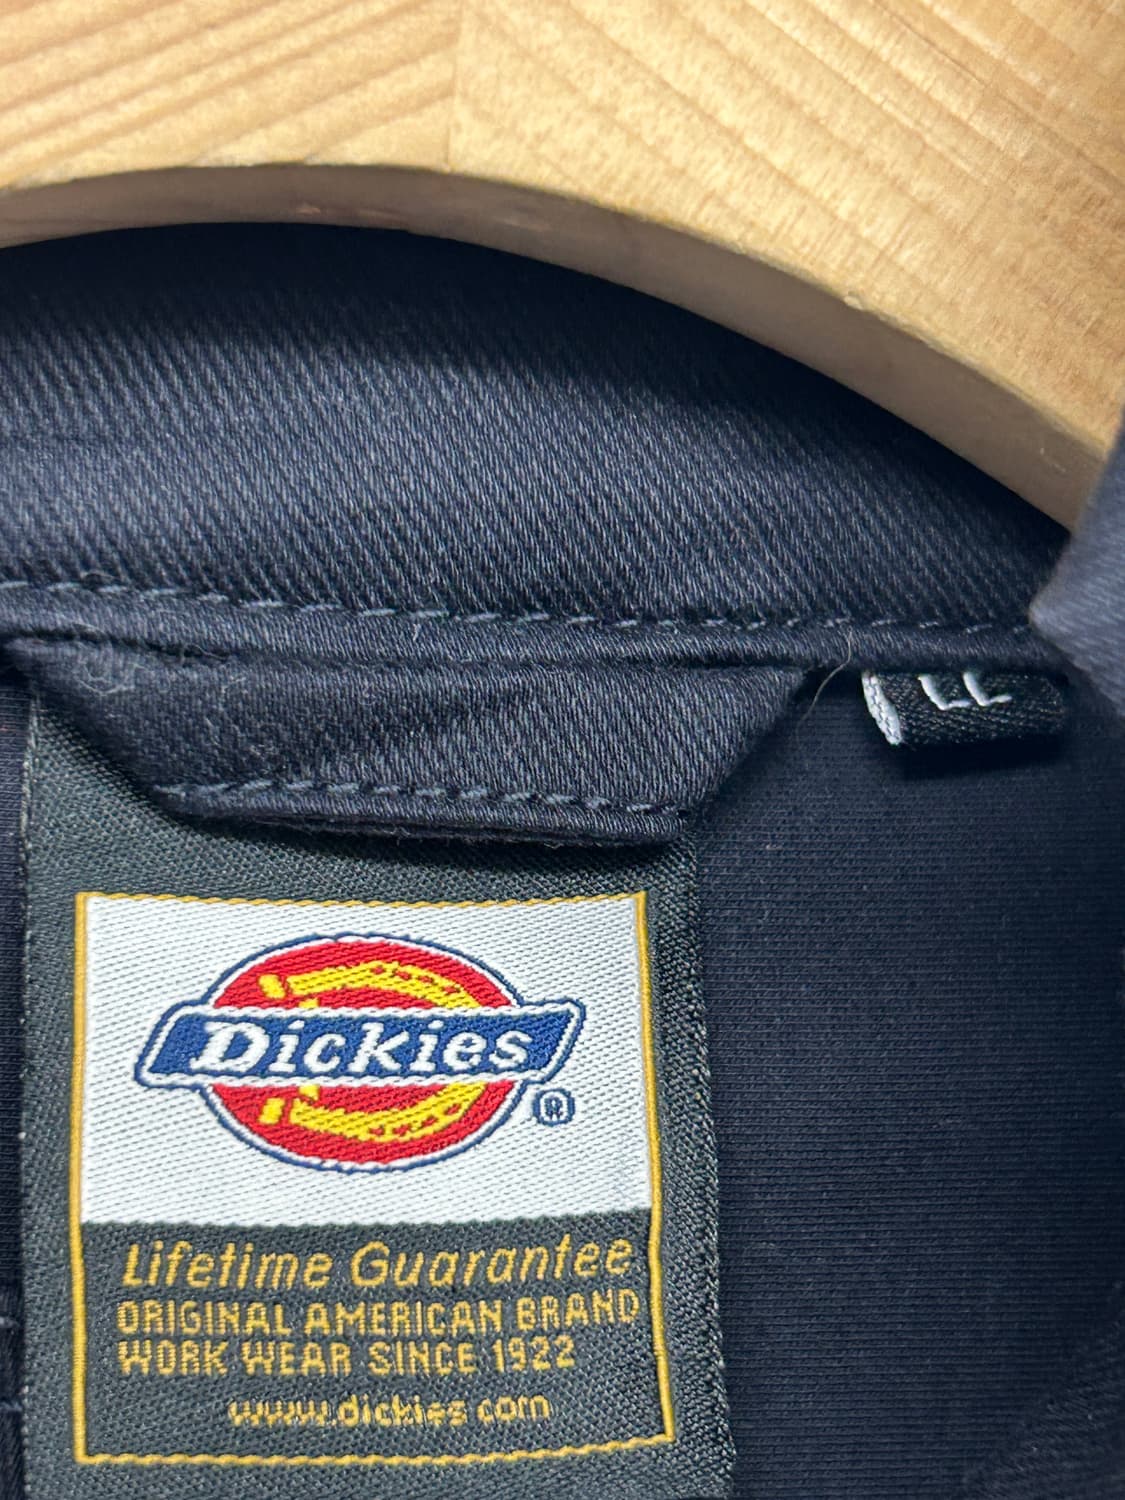 LL
Dickies
®
Lifetime Guarantee
ORIGINAL AMERICAN BRAND
WORK WEAR SINCE 1922
www.dickies.com